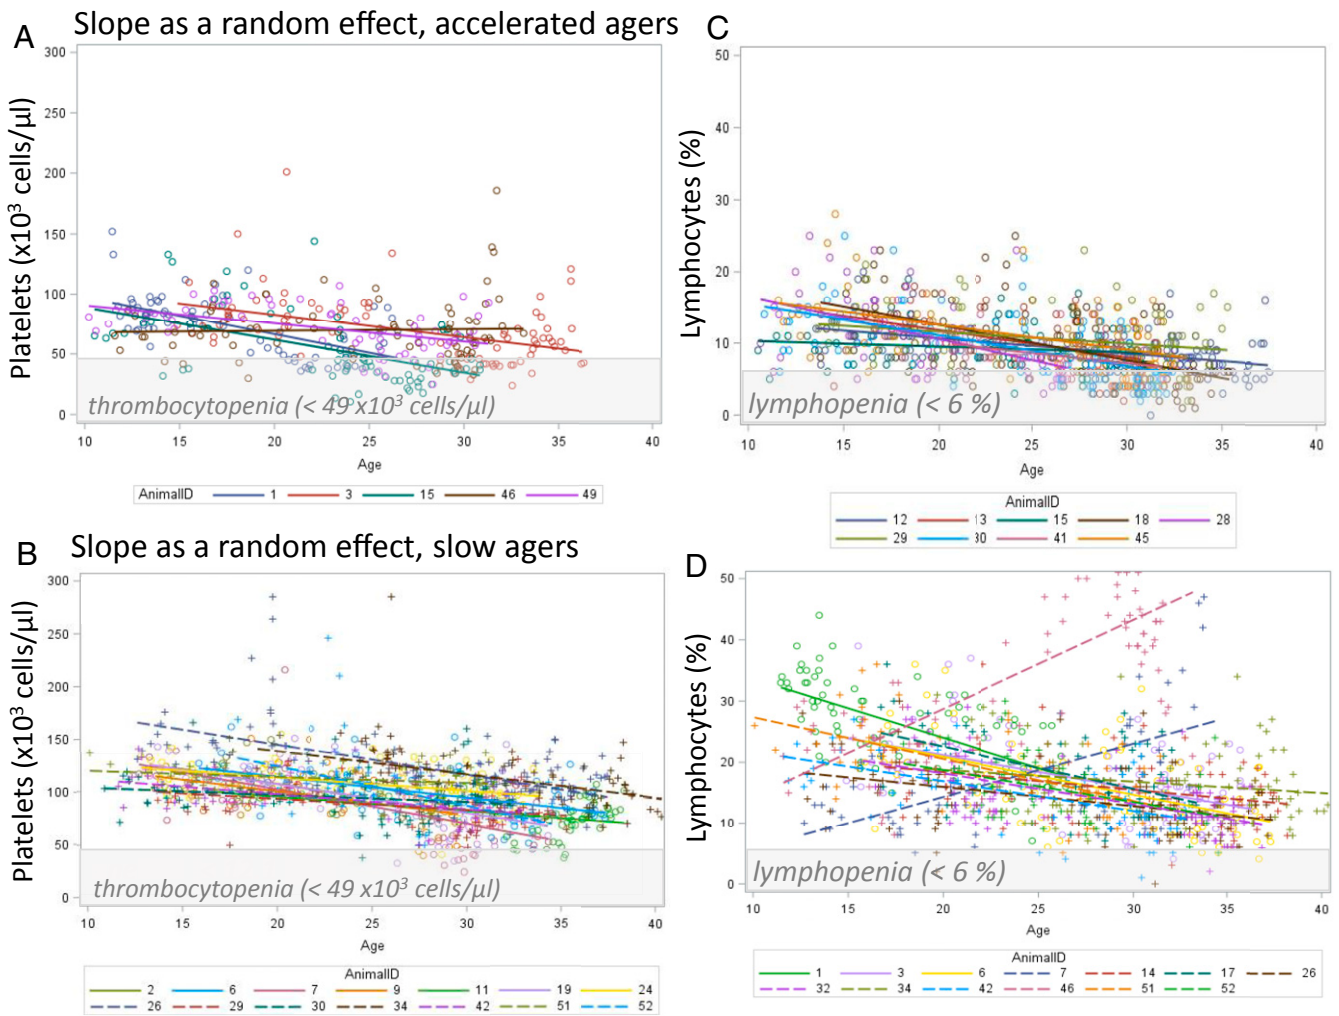 A Slope as a random effect, accelerated agers
300
250
200
150
100
50
0
Platelets (x10³ cells/µl)
thrombocytopenia (< 49 x10³ cells/µl)
10 15 20 25 30 35 40
Age
AnimalID 1 3 15 46 49
C
50
40
30
20
10
0
Lymphocytes (%)
lymphopenia (< 6 %)
10 15 20 25 30 35 40
Age
AnimalID
12 13 15 18 28
29 30 41 45
B Slope as a random effect, slow agers
300
250
200
150
100
50
0
Platelets (x10³ cells/µl)
thrombocytopenia (< 49 x10³ cells/µl)
10 15 20 25 30 35 40
Age
AnimalID
2 6 7 9 11 19 24
26 29 30 34 42 51 52
D
50
40
30
20
10
0
Lymphocytes (%)
lymphopenia (< 6 %)
10 15 20 25 30 35 40
Age
AnimalID
1 3 6 7 14 17 26
32 34 42 46 51 52